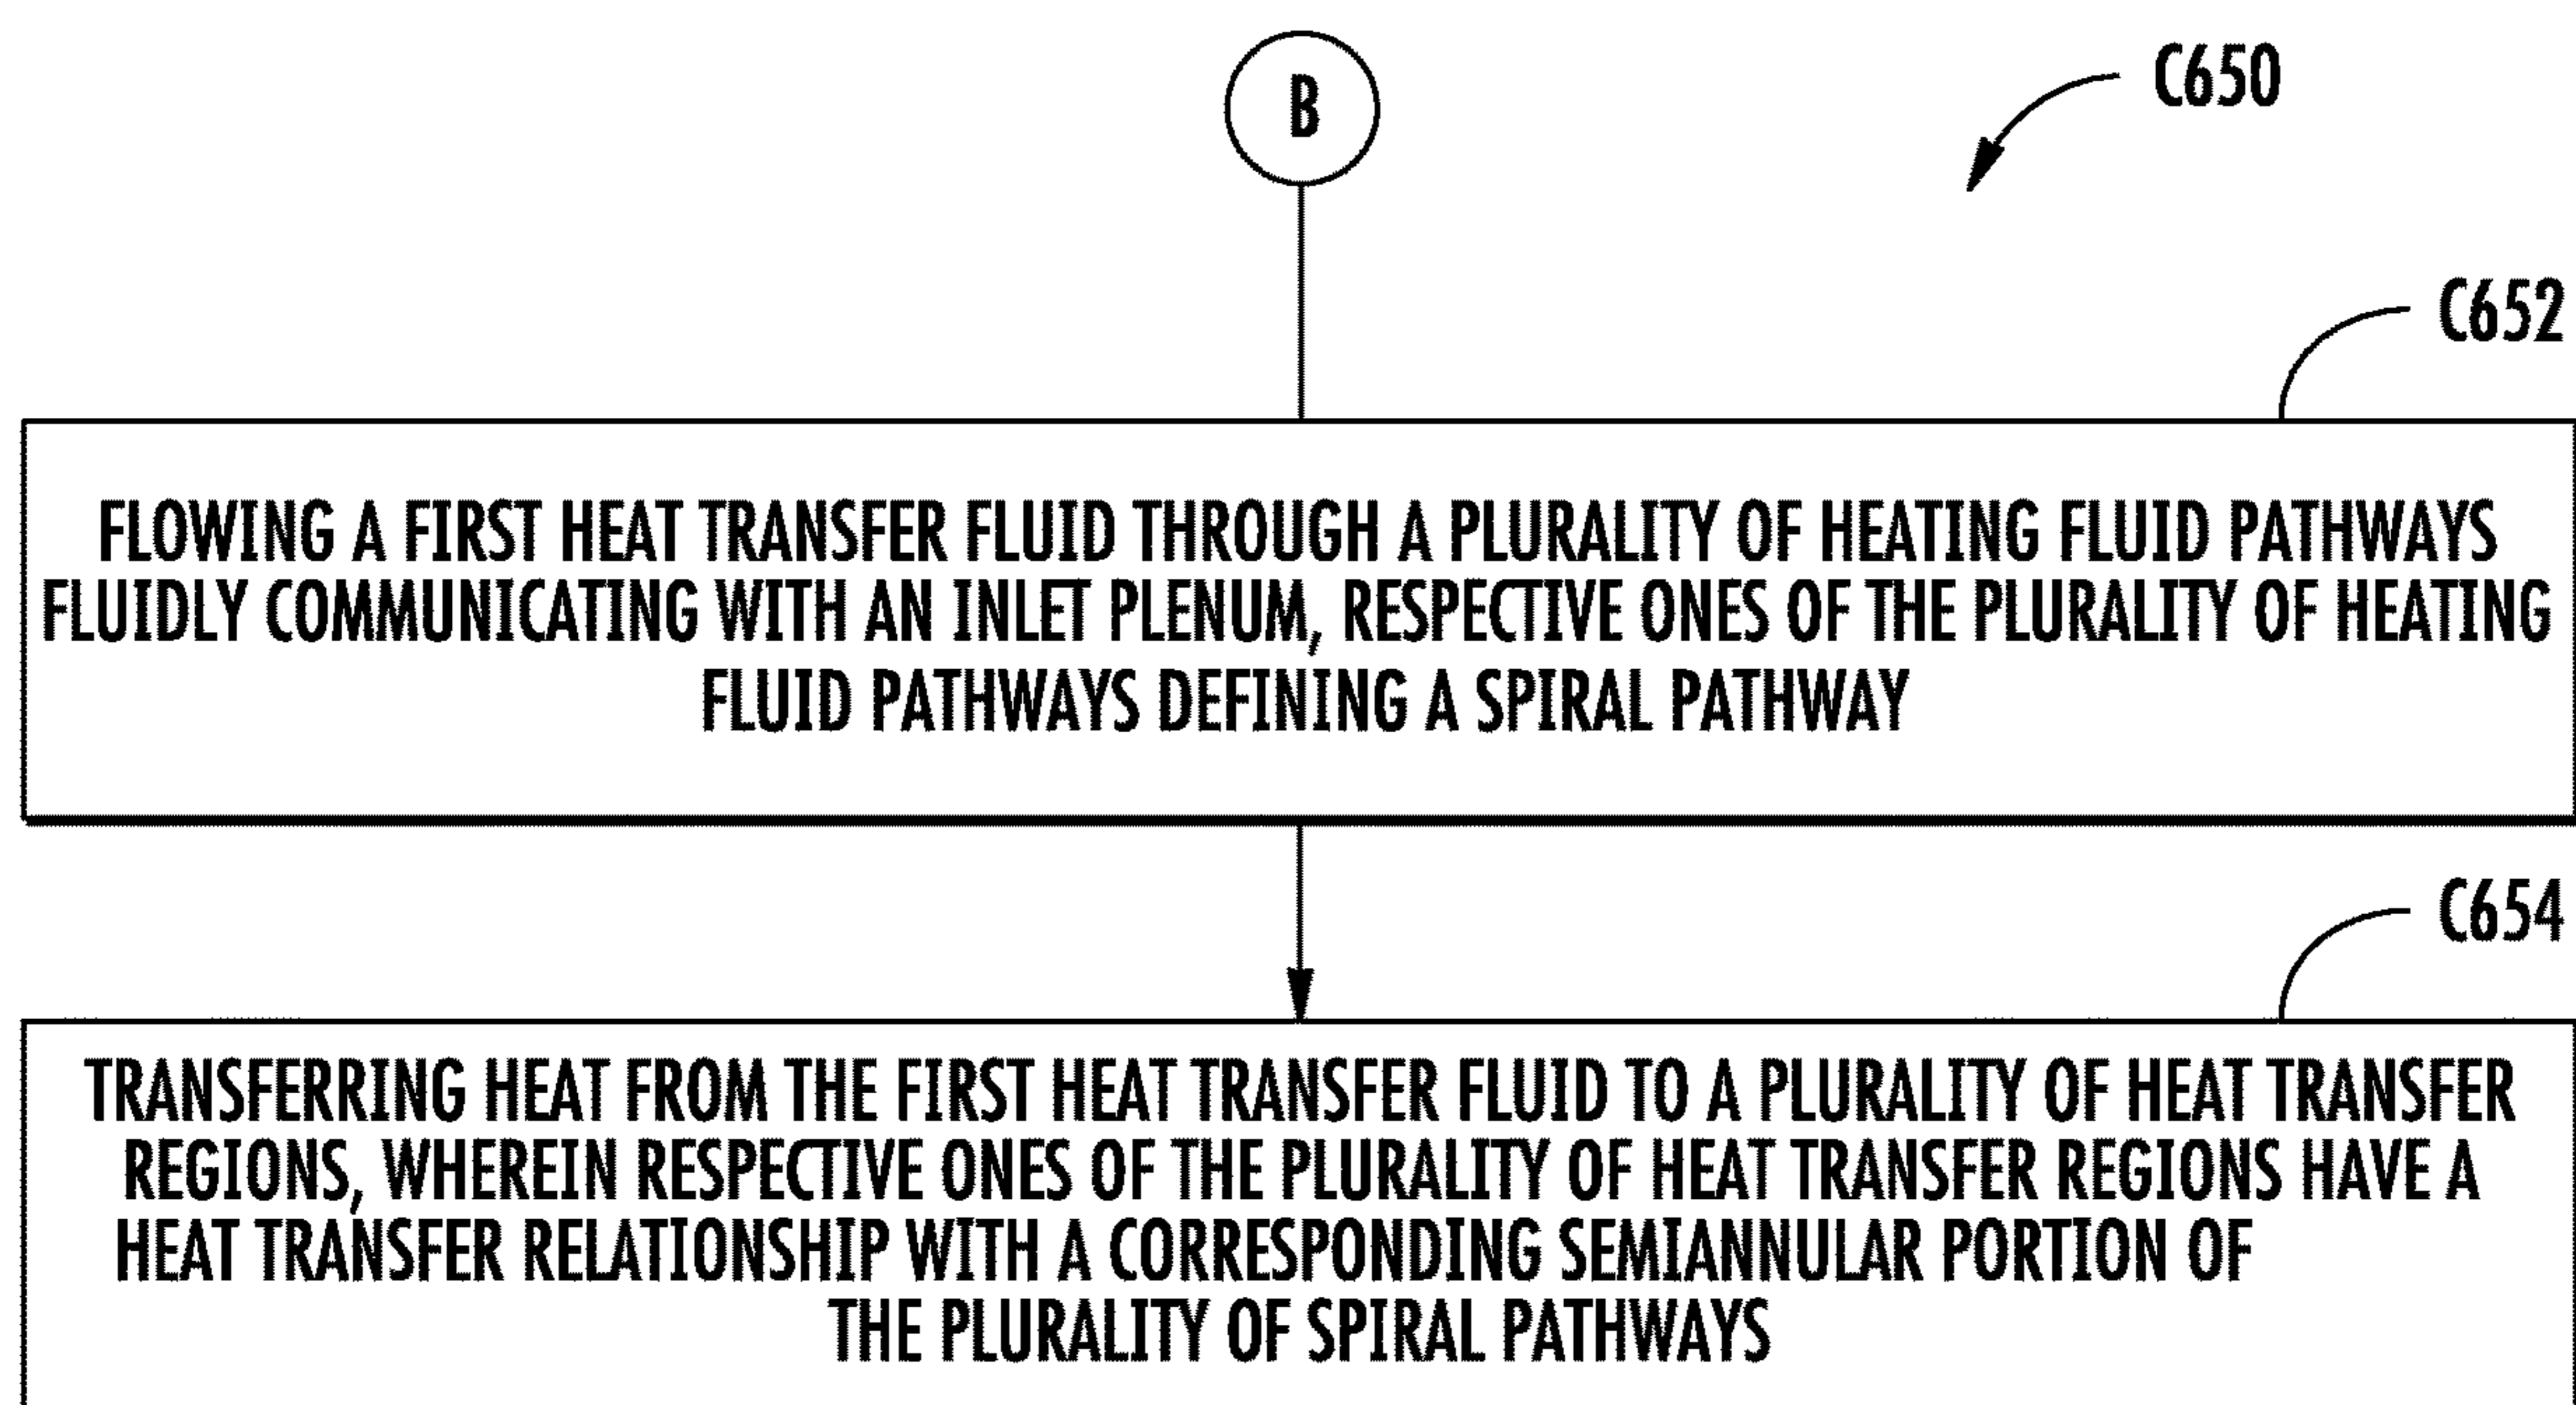 B
C650
C652
FLOWING A FIRST HEAT TRANSFER FLUID THROUGH A PLURALITY OF HEATING FLUID PATHWAYS
FLUIDLY COMMUNICATING WITH AN INLET PLENUM, RESPECTIVE ONES OF THE PLURALITY OF HEATING
FLUID PATHWAYS DEFINING A SPIRAL PATHWAY
C654
TRANSFERRING HEAT FROM THE FIRST HEAT TRANSFER FLUID TO A PLURALITY OF HEAT TRANSFER
REGIONS, WHEREIN RESPECTIVE ONES OF THE PLURALITY OF HEAT TRANSFER REGIONS HAVE A
HEAT TRANSFER RELATIONSHIP WITH A CORRESPONDING SEMIANNULAR PORTION OF
THE PLURALITY OF SPIRAL PATHWAYS